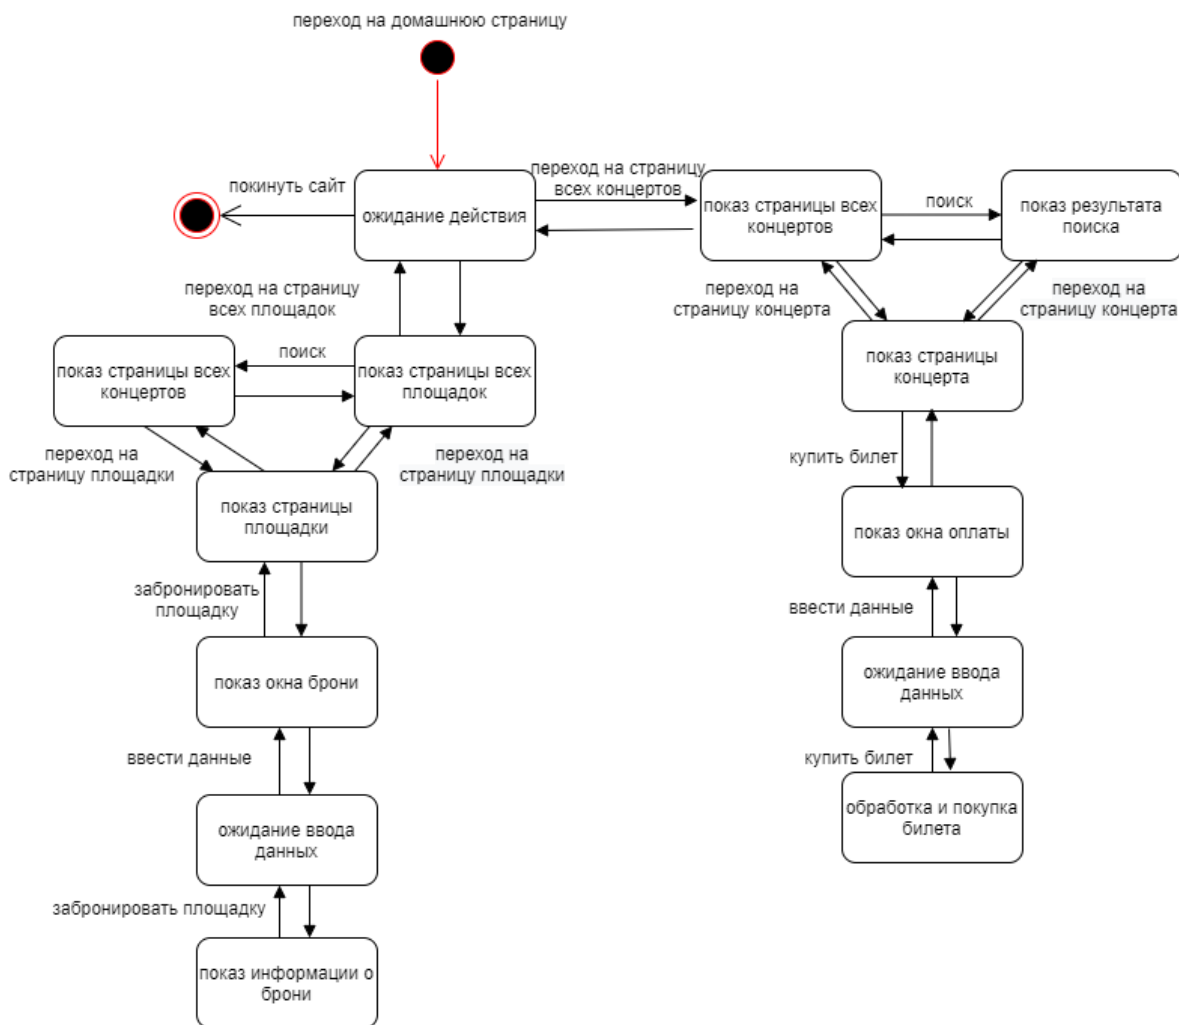 переход на домашнюю страницу
покинуть сайт
ожидание действия
переход на страницу
всех концертов
показ страницы всех
концертов
поиск
показ результата
поиска
переход на страницу
всех площадок
переход на
страницу концерта
переход на
страницу концерта
показ страницы всех
концертов
поиск
показ страницы всех
площадок
показ страницы
концерта
переход на
страницу площадки
переход на
страницу площадки
купить билет
показ страницы
площадки
показ окна оплаты
забронировать
площадку
ввести данные
показ окна брони
ожидание ввода
данных
ввести данные
купить билет
ожидание ввода
данных
обработка и покупка
билета
забронировать площадку
показ информации о
брони